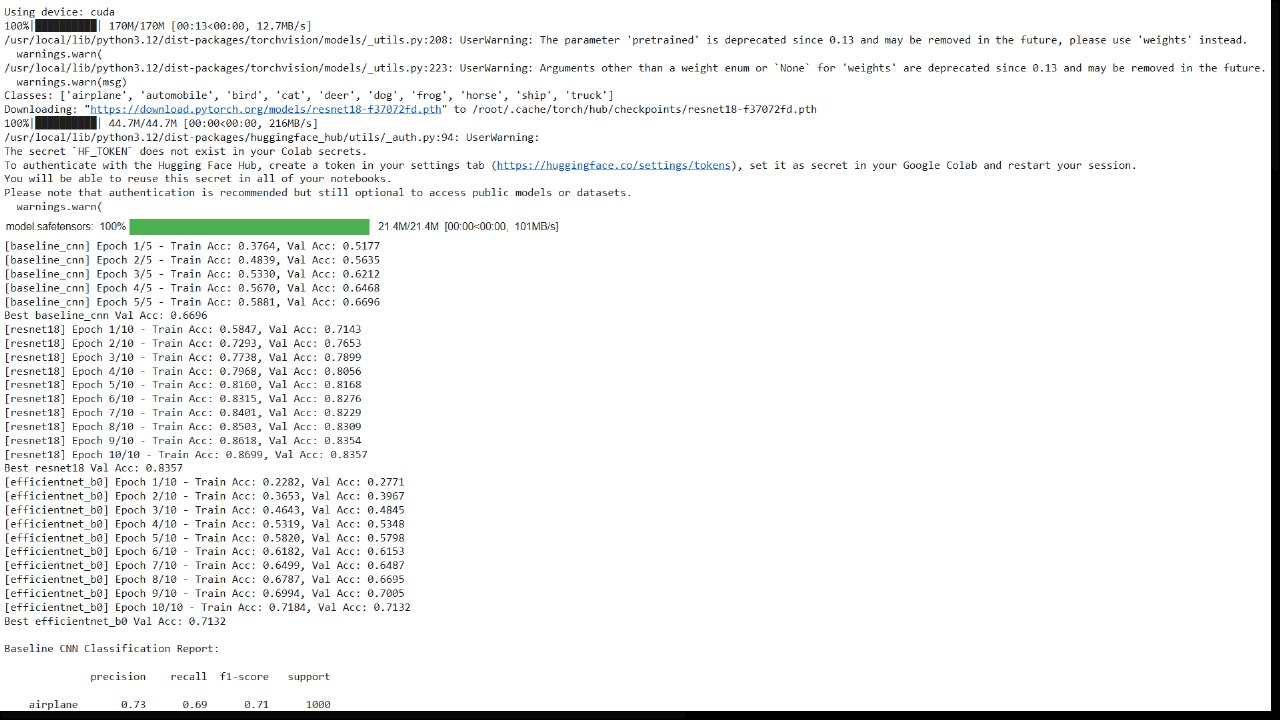 Using device: cuda
100%|██████████| 170M/170M [00:13<00:00, 12.7MB/s]
/usr/local/lib/python3.12/dist-packages/torchvision/models/_utils.py:208: UserWarning: The parameter 'pretrained' is deprecated since 0.13 and may be removed in the future, please use 'weights' instead.
  warnings.warn(
/usr/local/lib/python3.12/dist-packages/torchvision/models/_utils.py:223: UserWarning: Arguments other than a weight enum or `None` for 'weights' are deprecated since 0.13 and may be removed in the future.
  warnings.warn(msg)
Classes: ['airplane', 'automobile', 'bird', 'cat', 'deer', 'dog', 'frog', 'horse', 'ship', 'truck']
Downloading: "https://download.pytorch.org/models/resnet18-f37072fd.pth" to /root/.cache/torch/hub/checkpoints/resnet18-f37072fd.pth
100%|██████████| 44.7M/44.7M [00:00<00:00, 216MB/s]
/usr/local/lib/python3.12/dist-packages/huggingface_hub/utils/_auth.py:94: UserWarning:
The secret `HF_TOKEN` does not exist in your Colab secrets.
To authenticate with the Hugging Face Hub, create a token in your settings tab (https://huggingface.co/settings/tokens), set it as secret in your Google Colab and restart your session.
You will be able to reuse this secret in all of your notebooks.
Please note that authentication is recommended but still optional to access public models or datasets.
  warnings.warn(
model.safetensors: 100% 21.4M/21.4M [00:00<00:00, 101MB/s]
[baseline_cnn] Epoch 1/5 - Train Acc: 0.3764, Val Acc: 0.5177
[baseline_cnn] Epoch 2/5 - Train Acc: 0.4839, Val Acc: 0.5635
[baseline_cnn] Epoch 3/5 - Train Acc: 0.5330, Val Acc: 0.6212
[baseline_cnn] Epoch 4/5 - Train Acc: 0.5670, Val Acc: 0.6468
[baseline_cnn] Epoch 5/5 - Train Acc: 0.5881, Val Acc: 0.6696
Best baseline_cnn Val Acc: 0.6696
[resnet18] Epoch 1/10 - Train Acc: 0.5847, Val Acc: 0.7143
[resnet18] Epoch 2/10 - Train Acc: 0.7293, Val Acc: 0.7653
[resnet18] Epoch 3/10 - Train Acc: 0.7738, Val Acc: 0.7899
[resnet18] Epoch 4/10 - Train Acc: 0.7968, Val Acc: 0.8056
[resnet18] Epoch 5/10 - Train Acc: 0.8160, Val Acc: 0.8168
[resnet18] Epoch 6/10 - Train Acc: 0.8315, Val Acc: 0.8276
[resnet18] Epoch 7/10 - Train Acc: 0.8401, Val Acc: 0.8229
[resnet18] Epoch 8/10 - Train Acc: 0.8503, Val Acc: 0.8309
[resnet18] Epoch 9/10 - Train Acc: 0.8618, Val Acc: 0.8354
[resnet18] Epoch 10/10 - Train Acc: 0.8699, Val Acc: 0.8357
Best resnet18 Val Acc: 0.8357
[efficientnet_b0] Epoch 1/10 - Train Acc: 0.2282, Val Acc: 0.2771
[efficientnet_b0] Epoch 2/10 - Train Acc: 0.3653, Val Acc: 0.3967
[efficientnet_b0] Epoch 3/10 - Train Acc: 0.4643, Val Acc: 0.4845
[efficientnet_b0] Epoch 4/10 - Train Acc: 0.5319, Val Acc: 0.5348
[efficientnet_b0] Epoch 5/10 - Train Acc: 0.5820, Val Acc: 0.5798
[efficientnet_b0] Epoch 6/10 - Train Acc: 0.6182, Val Acc: 0.6153
[efficientnet_b0] Epoch 7/10 - Train Acc: 0.6499, Val Acc: 0.6487
[efficientnet_b0] Epoch 8/10 - Train Acc: 0.6787, Val Acc: 0.6695
[efficientnet_b0] Epoch 9/10 - Train Acc: 0.6994, Val Acc: 0.7005
[efficientnet_b0] Epoch 10/10 - Train Acc: 0.7184, Val Acc: 0.7132
Best efficientnet_b0 Val Acc: 0.7132
Baseline CNN Classification Report:
precision recall f1-score support
airplane 0.73 0.69 0.71 1000